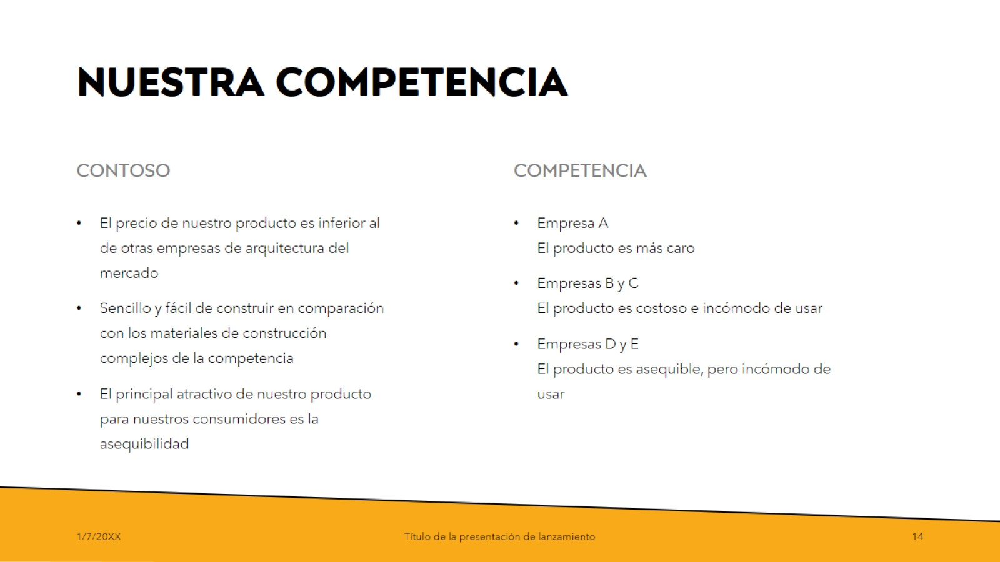 NUESTRA COMPETENCIA
CONTOSO
• El precio de nuestro producto es inferior al
de otras empresas de arquitectura del
mercado
• Sencillo y fácil de construir en comparación
con los materiales de construcción
complejos de la competencia
• El principal atractivo de nuestro producto
para nuestros consumidores es la
asequibilidad
COMPETENCIA
• Empresa A
El producto es más caro
• Empresas B y C
El producto es costoso e incómodo de usar
• Empresas D y E
El producto es asequible, pero incómodo de
usar
1/7/20XX
Título de la presentación de lanzamiento
14